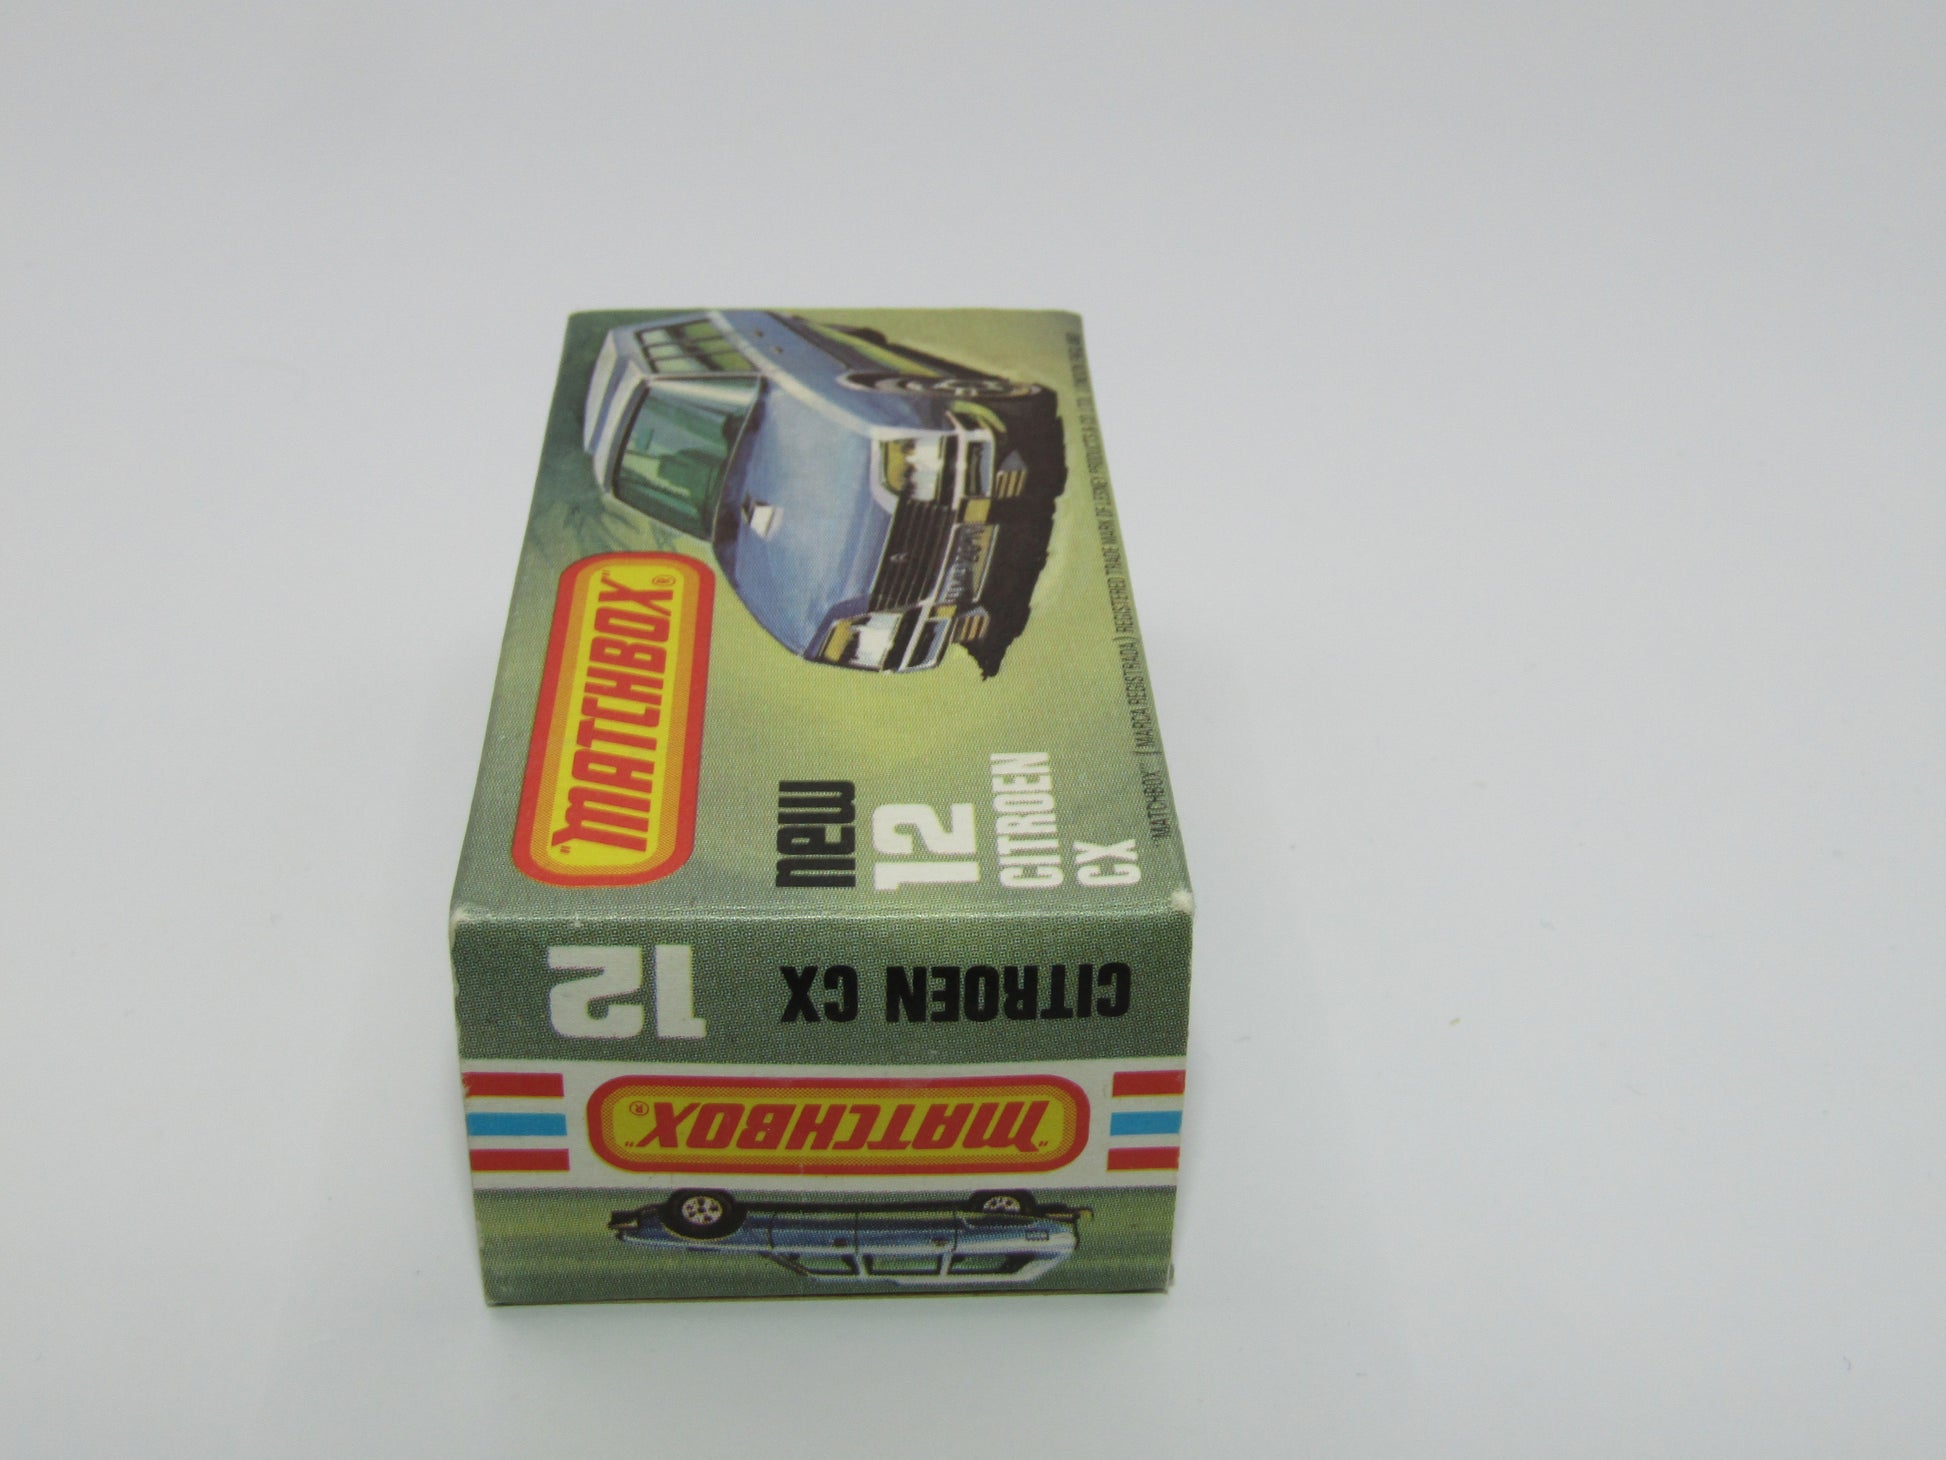 "MATCHBOX"®
new
12
CITROEN
CX
"MATCHBOX" (MARCA REGISTRADA) REGISTERED TRADE MARK OF LESNEY PRODUCTS & CO. LTD. LONDON
12
CITROEN CX
"MATCHBOX"®